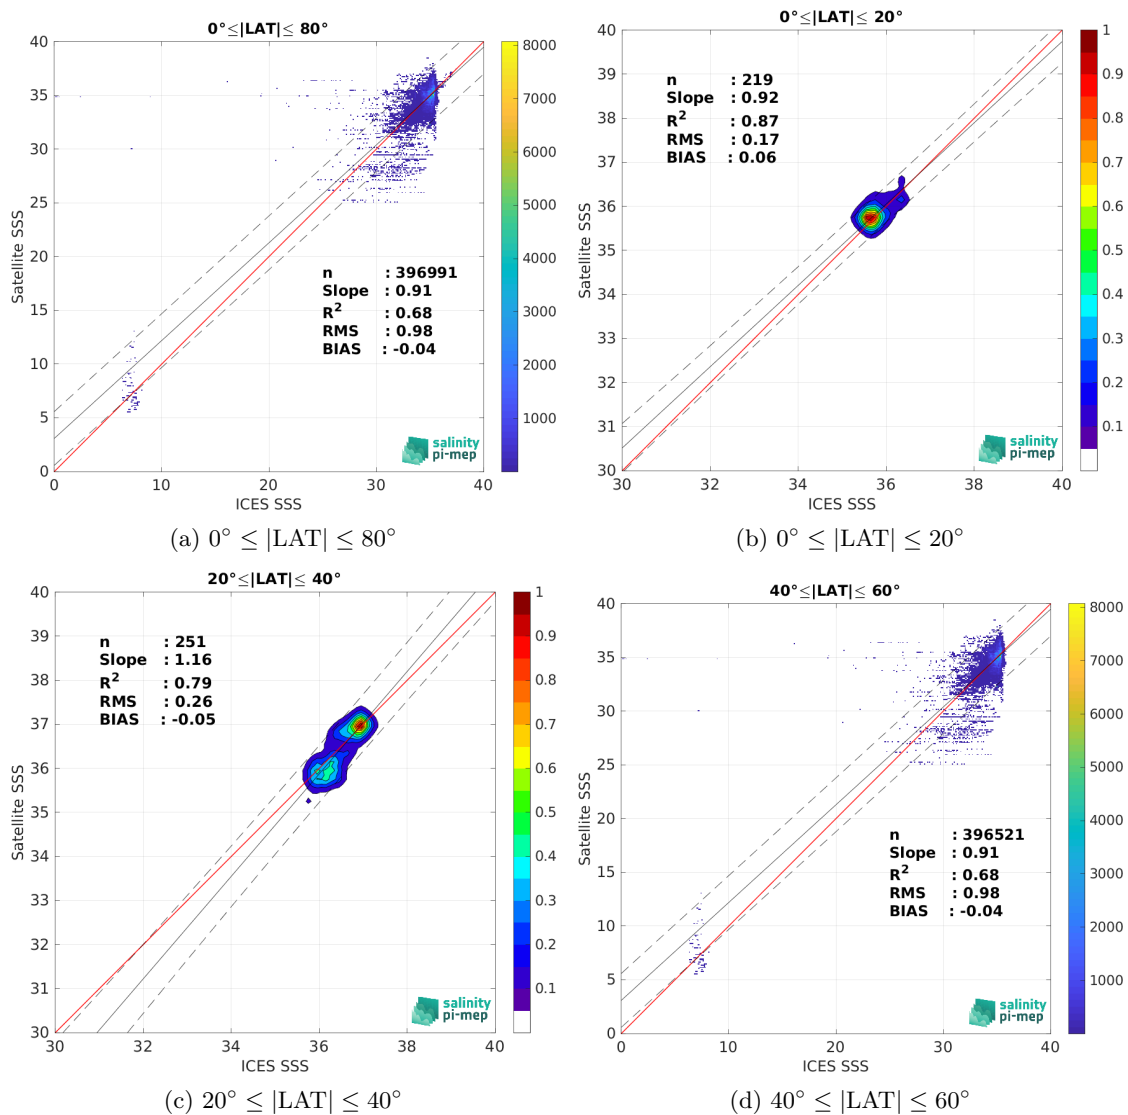 0°≤|LAT|≤ 80°
40
35
30
25
20
15
10
5
0
Satellite SSS
n : 396991
Slope : 0.91
R² : 0.68
RMS : 0.98
BIAS : -0.04
salinity
pi-mep
0 10 20 30 40
ICES SSS
8000
7000
6000
5000
4000
3000
2000
1000
(a) 0° ≤ |LAT| ≤ 80°
0°≤|LAT|≤ 20°
40
39
38
37
36
35
34
33
32
31
30
Satellite SSS
n : 219
Slope : 0.92
R² : 0.87
RMS : 0.17
BIAS : 0.06
salinity
pi-mep
30 32 34 36 38 40
ICES SSS
1
0.9
0.8
0.7
0.6
0.5
0.4
0.3
0.2
0.1
(b) 0° ≤ |LAT| ≤ 20°
20°≤|LAT|≤ 40°
40
39
38
37
36
35
34
33
32
31
30
Satellite SSS
n : 251
Slope : 1.16
R² : 0.79
RMS : 0.26
BIAS : -0.05
salinity
pi-mep
30 32 34 36 38 40
ICES SSS
1
0.9
0.8
0.7
0.6
0.5
0.4
0.3
0.2
0.1
(c) 20° ≤ |LAT| ≤ 40°
40°≤|LAT|≤ 60°
40
35
30
25
20
15
10
5
0
Satellite SSS
n : 396521
Slope : 0.91
R² : 0.68
RMS : 0.98
BIAS : -0.04
salinity
pi-mep
0 10 20 30 40
ICES SSS
8000
7000
6000
5000
4000
3000
2000
1000
(d) 40° ≤ |LAT| ≤ 60°